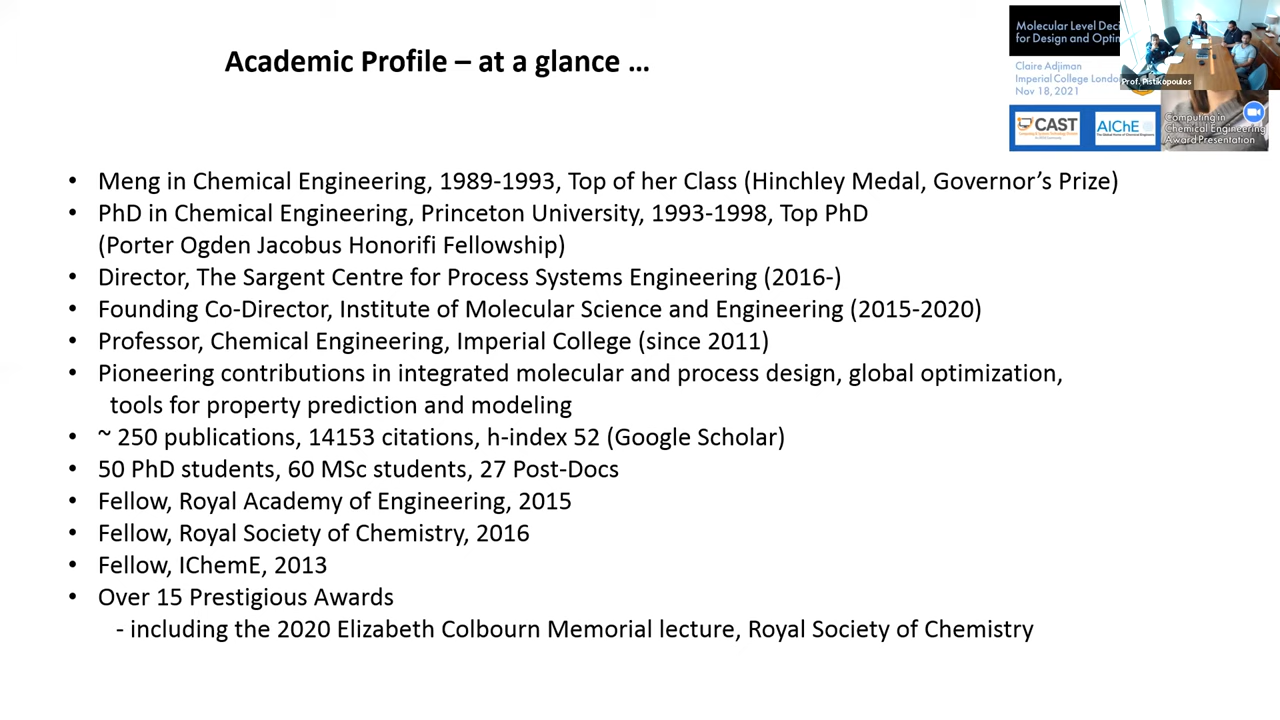 Academic Profile – at a glance …
Molecular Level Deci
for Design and Optim
Claire Adjiman
Imperial College Londo
Nov 18, 2021
Prof. Pistikopoulos
CAST
AIChE
Computing in
Chemical Engineering
Award Presentation
• Meng in Chemical Engineering, 1989-1993, Top of her Class (Hinchley Medal, Governor’s Prize)
• PhD in Chemical Engineering, Princeton University, 1993-1998, Top PhD
(Porter Ogden Jacobus Honorifi Fellowship)
• Director, The Sargent Centre for Process Systems Engineering (2016-)
• Founding Co-Director, Institute of Molecular Science and Engineering (2015-2020)
• Professor, Chemical Engineering, Imperial College (since 2011)
• Pioneering contributions in integrated molecular and process design, global optimization,
tools for property prediction and modeling
• ~ 250 publications, 14153 citations, h-index 52 (Google Scholar)
• 50 PhD students, 60 MSc students, 27 Post-Docs
• Fellow, Royal Academy of Engineering, 2015
• Fellow, Royal Society of Chemistry, 2016
• Fellow, IChemE, 2013
• Over 15 Prestigious Awards
- including the 2020 Elizabeth Colbourn Memorial lecture, Royal Society of Chemistry